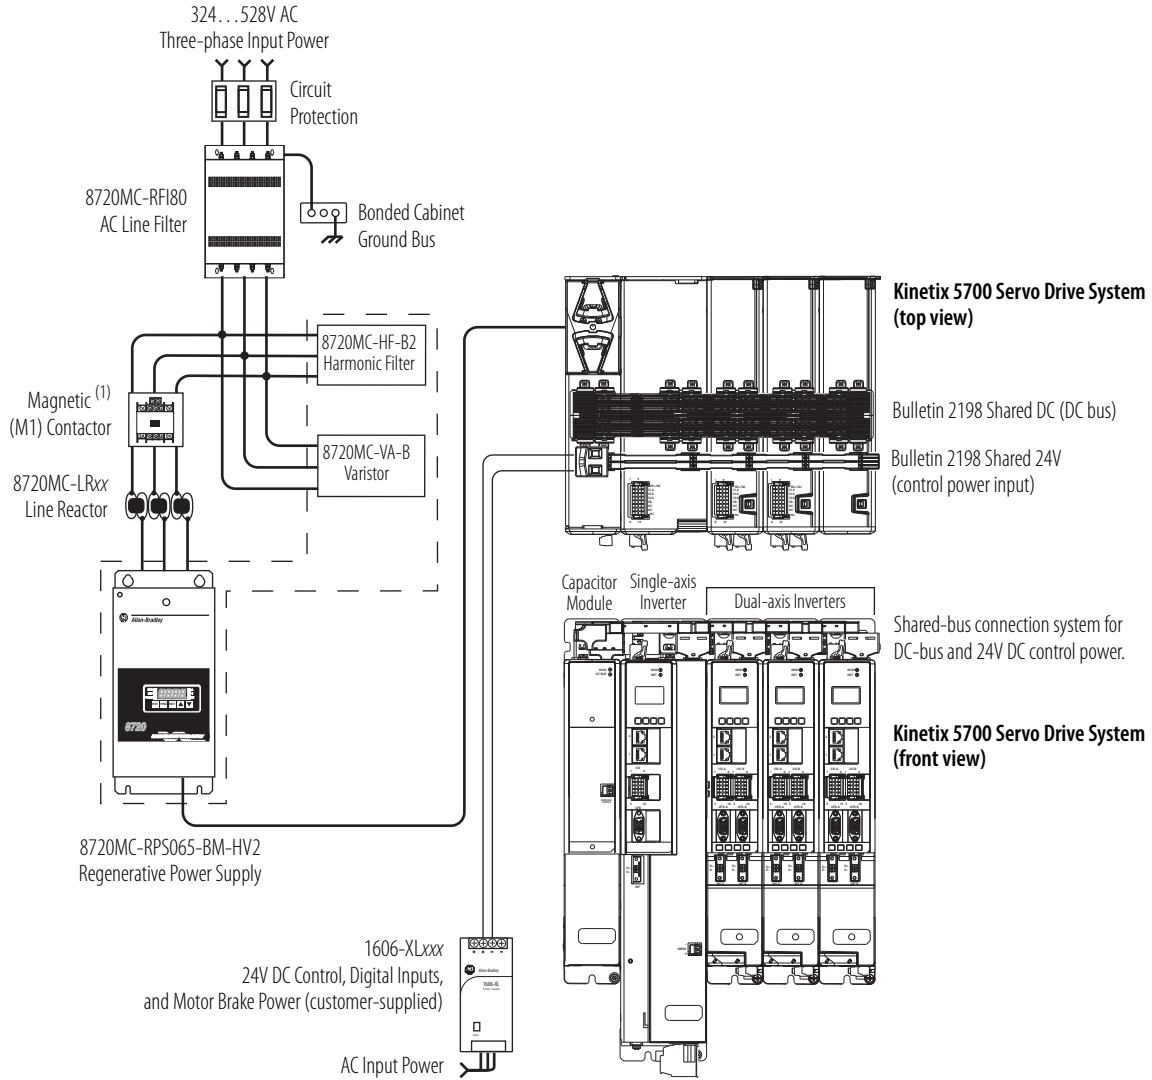 324…528V AC
Three-phase Input Power
Circuit
Protection
8720MC-RFI80
AC Line Filter
Bonded Cabinet
Ground Bus
8720MC-HF-B2
Harmonic Filter
Magnetic (1)
(M1) Contactor
8720MC-VA-B
Varistor
8720MC-LRxx
Line Reactor
Allen-Bradley
8720
8720MC-RPS065-BM-HV2
Regenerative Power Supply
Kinetix 5700 Servo Drive System
(top view)
Bulletin 2198 Shared DC (DC bus)
Bulletin 2198 Shared 24V
(control power input)
Capacitor
Module
Single-axis
Inverter
Dual-axis Inverters
Shared-bus connection system for
DC-bus and 24V DC control power.
Kinetix 5700 Servo Drive System
(front view)
1606-XLxxx
24V DC Control, Digital Inputs,
and Motor Brake Power (customer-supplied)
Allen-Bradley
1606-XL
Power Supply
AC Input Power